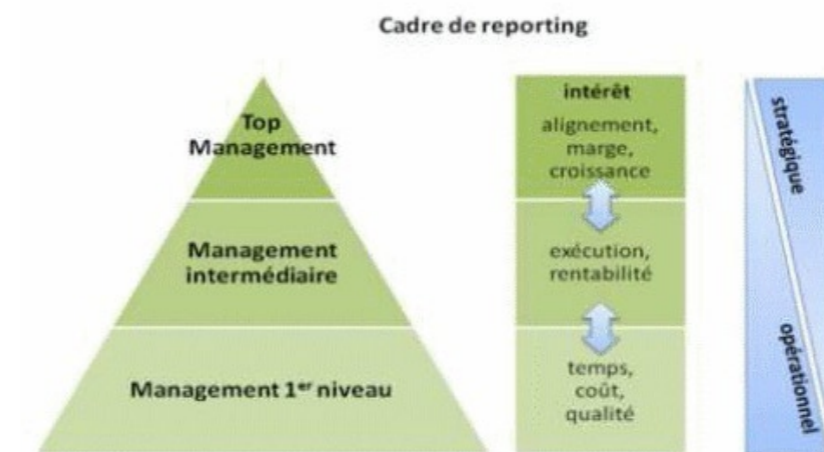 Cadre de reporting
Top
Management
Management
intermédiaire
Management 1er niveau
intérêt
alignement,
marge,
croissance
exécution,
rentabilité
temps,
coût,
qualité
stratégique
opérationnel